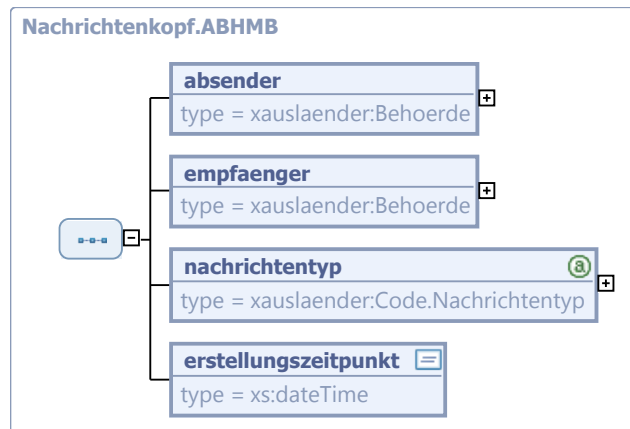 Nachrichtenkopf.ABHMB
absender
type = xauslaender:Behoerde
empfaenger
type = xauslaender:Behoerde
nachrichtentyp
type = xauslaender:Code.Nachrichtentyp
erstellungszeitpunkt
type = xs:dateTime